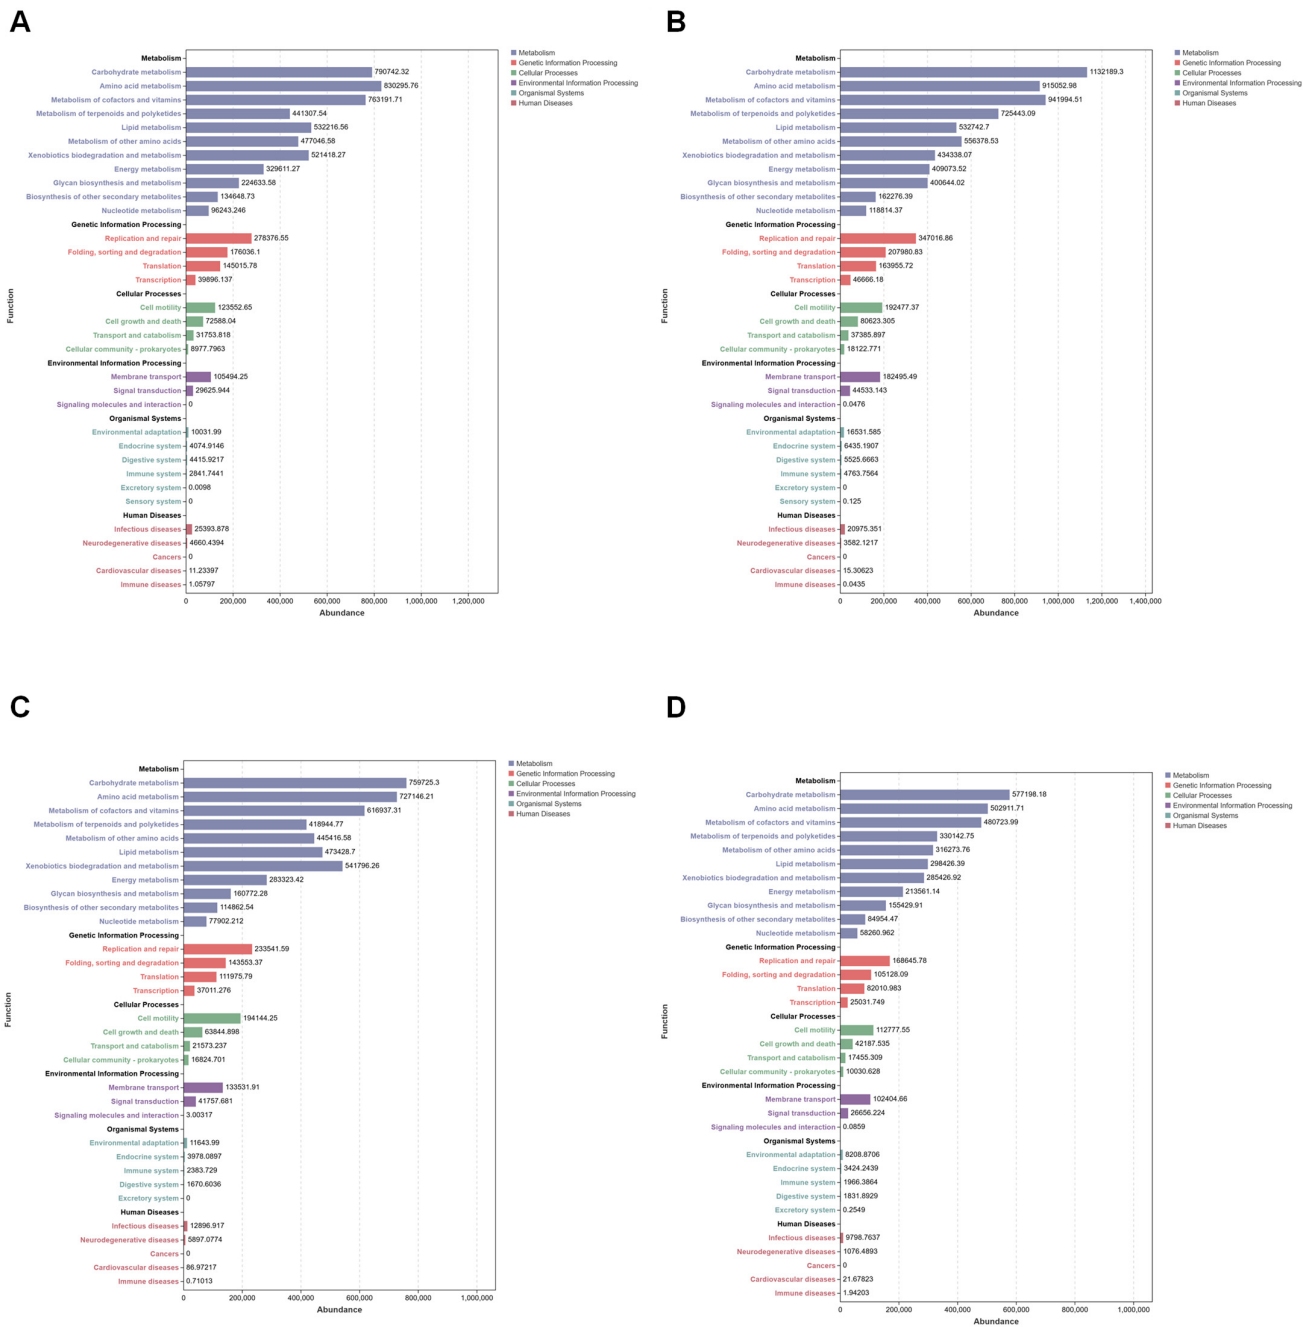 A
Metabolism
Carbohydrate metabolism 790742.32
Amino acid metabolism 830295.76
Metabolism of cofactors and vitamins 763191.71
Metabolism of terpenoids and polyketides 441307.54
Lipid metabolism 532216.56
Metabolism of other amino acids 477046.58
Xenobiotics biodegradation and metabolism 521418.27
Energy metabolism 329611.27
Glycan biosynthesis and metabolism 224633.58
Biosynthesis of other secondary metabolites 134648.73
Nucleotide metabolism 96243.246
Genetic Information Processing
Replication and repair 278376.55
Folding, sorting and degradation 176036.1
Translation 145015.78
Transcription 39896.137
Cellular Processes
Cell motility 123552.65
Cell growth and death 72588.04
Transport and catabolism 31753.818
Cellular community - prokaryotes 8977.7963
Environmental Information Processing
Membrane transport 105494.25
Signal transduction 29625.944
Signaling molecules and interaction 0
Organismal Systems
Environmental adaptation 10031.99
Endocrine system 4074.9146
Digestive system 4415.9217
Immune system 2841.7441
Excretory system 0.0098
Sensory system 0
Human Diseases
Infectious diseases 25393.878
Neurodegenerative diseases 4660.4394
Cancers 0
Cardiovascular diseases 11.23397
Immune diseases 1.05797
0 200,000 400,000 600,000 800,000 1,000,000 1,200,000
Abundance
Function
Metabolism
Genetic Information Processing
Cellular Processes
Environmental Information Processing
Organismal Systems
Human Diseases
B
Metabolism
Carbohydrate metabolism 1132189.3
Amino acid metabolism 915052.98
Metabolism of cofactors and vitamins 941994.51
Metabolism of terpenoids and polyketides 725443.09
Lipid metabolism 532742.7
Metabolism of other amino acids 556378.53
Xenobiotics biodegradation and metabolism 434338.07
Energy metabolism 409073.52
Glycan biosynthesis and metabolism 400644.02
Biosynthesis of other secondary metabolites 162276.39
Nucleotide metabolism 118814.37
Genetic Information Processing
Replication and repair 347016.86
Folding, sorting and degradation 207980.83
Translation 163955.72
Transcription 46666.18
Cellular Processes
Cell motility 192477.37
Cell growth and death 80623.305
Transport and catabolism 37385.897
Cellular community - prokaryotes 18122.771
Environmental Information Processing
Membrane transport 182495.49
Signal transduction 44533.143
Signaling molecules and interaction 0.0476
Organismal Systems
Environmental adaptation 16531.585
Endocrine system 6435.1907
Digestive system 5525.6663
Immune system 4763.7564
Excretory system 0
Sensory system 0.125
Human Diseases
Infectious diseases 20975.351
Neurodegenerative diseases 3582.1217
Cancers 0
Cardiovascular diseases 15.30623
Immune diseases 0.0435
0 200,000 400,000 600,000 800,000 1,000,000 1,200,000 1,400,000
Abundance
Function
Metabolism
Genetic Information Processing
Cellular Processes
Environmental Information Processing
Organismal Systems
Human Diseases
C
Metabolism
Carbohydrate metabolism 759725.3
Amino acid metabolism 727146.21
Metabolism of cofactors and vitamins 616937.31
Metabolism of terpenoids and polyketides 418944.77
Metabolism of other amino acids 445416.58
Lipid metabolism 473428.7
Xenobiotics biodegradation and metabolism 541796.26
Energy metabolism 283323.42
Glycan biosynthesis and metabolism 160772.28
Biosynthesis of other secondary metabolites 114862.54
Nucleotide metabolism 77902.212
Genetic Information Processing
Replication and repair 233541.59
Folding, sorting and degradation 143553.37
Translation 111975.79
Transcription 37011.276
Cellular Processes
Cell motility 194144.25
Cell growth and death 63844.898
Transport and catabolism 21573.237
Cellular community - prokaryotes 16824.701
Environmental Information Processing
Membrane transport 133531.91
Signal transduction 41757.681
Signaling molecules and interaction 3.00317
Organismal Systems
Environmental adaptation 11643.99
Endocrine system 3978.0897
Immune system 2383.729
Digestive system 1670.6036
Excretory system 0
Human Diseases
Infectious diseases 12896.917
Neurodegenerative diseases 5897.0774
Cancers 0
Cardiovascular diseases 86.97217
Immune diseases 0.71013
0 200,000 400,000 600,000 800,000 1,000,000
Abundance
Function
Metabolism
Genetic Information Processing
Cellular Processes
Environmental Information Processing
Organismal Systems
Human Diseases
D
Metabolism
Carbohydrate metabolism 577198.18
Amino acid metabolism 502911.71
Metabolism of cofactors and vitamins 480723.99
Metabolism of terpenoids and polyketides 330142.75
Metabolism of other amino acids 316273.76
Lipid metabolism 298426.39
Xenobiotics biodegradation and metabolism 285426.92
Energy metabolism 213561.14
Glycan biosynthesis and metabolism 155429.91
Biosynthesis of other secondary metabolites 84954.47
Nucleotide metabolism 58260.962
Genetic Information Processing
Replication and repair 168645.78
Folding, sorting and degradation 105128.09
Translation 82010.983
Transcription 25031.749
Cellular Processes
Cell motility 112777.55
Cell growth and death 42187.535
Transport and catabolism 17455.309
Cellular community - prokaryotes 10030.628
Environmental Information Processing
Membrane transport 102404.66
Signal transduction 26656.224
Signaling molecules and interaction 0.0859
Organismal Systems
Environmental adaptation 8208.8706
Endocrine system 3424.2439
Immune system 1966.3864
Digestive system 1831.8929
Excretory system 0.2549
Human Diseases
Infectious diseases 9798.7637
Neurodegenerative diseases 1076.4893
Cancers 0
Cardiovascular diseases 21.67823
Immune diseases 1.94203
0 200,000 400,000 600,000 800,000 1,000,000
Abundance
Function
Metabolism
Genetic Information Processing
Cellular Processes
Environmental Information Processing
Organismal Systems
Human Diseases